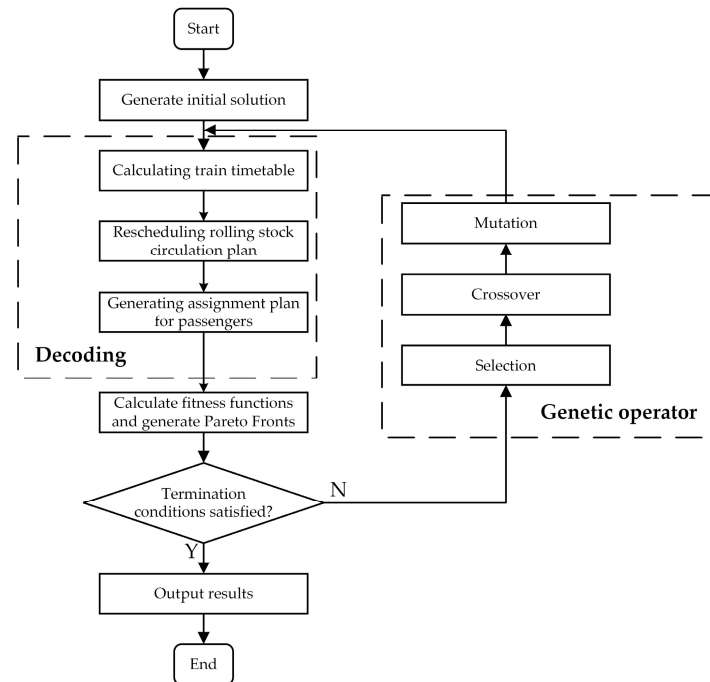 Start
Generate initial solution
Calculating train timetable
Rescheduling rolling stock
circulation plan
Generating assignment plan
for passengers
Decoding
Calculate fitness functions
and generate Pareto Fronts
Termination
conditions satisfied?
N
Y
Output results
End
Mutation
Crossover
Selection
Genetic operator